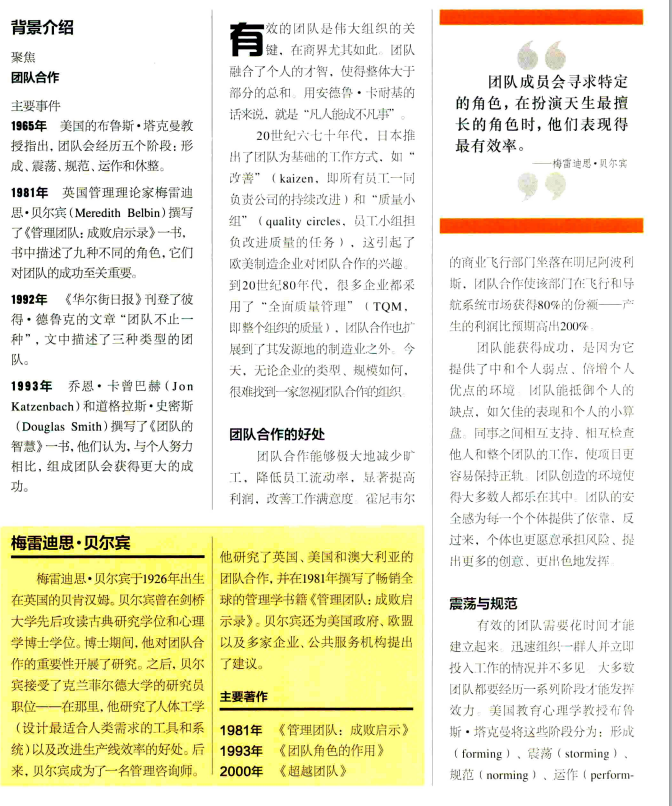 背景介绍
聚焦
团队合作
主要事件
1965年 美国的布鲁斯·塔克曼教
授指出，团队会经历五个阶段：形
成、震荡、规范、运作和休整。
1981年 英国管理理论家梅雷迪
思·贝尔宾（Meredith Belbin）撰写
了《管理团队：成败启示录》一书，
书中描述了九种不同的角色，它们
对团队的成功至关重要。
1992年 《华尔街日报》刊登了彼
得·德鲁克的文章“团队不止一
种”，文中描述了三种类型的团
队。
1993年 乔恩·卡曾巴赫（Jon
Katzenbach）和道格拉斯·史密斯
（Douglas Smith）撰写了《团队的
智慧》一书，他们认为，与个人努力
相比，组成团队会获得更大的成
功。
有效的团队是伟大组织的关
键，在商界尤其如此。团队
融合了个人的才智，使得整体大于
部分的总和。用安德鲁·卡耐基的
话来说，就是“凡人能成不凡事”。
20世纪六七十年代，日本推
出了团队为基础的工作方式，如“
改善”（kaizen，即所有员工一同
负责公司的持续改进）和“质量小
组”（quality circles，员工小组担
负改进质量的任务），这引起了
欧美制造企业对团队合作的兴趣。
到20世纪80年代，很多企业都采
用了“全面质量管理”（TQM，
即整个组织的质量），团队合作也扩
展到了其发源地的制造业之外。今
天，无论企业的类型、规模如何，
很难找到一家忽视团队合作的组织。
团队合作的好处
团队合作能够极大地减少旷
工，降低员工流动率，显著提高
利润，改善工作满意度。霍尼韦尔
团队成员会寻求特定
的角色，在扮演天生最擅
长的角色时，他们表现得
最有效率。
——梅雷迪思·贝尔宾
的商业飞行部门坐落在明尼阿波利
斯，团队合作使该部门在飞行和导
航系统市场获得80%的份额——产
生的利润比预期高出200%。
团队能获得成功，是因为它
提供了中和个人弱点、倍增个人
优点的环境。团队能抵御个人的
缺点，如欠佳的表现和个人的小算
盘。同事之间相互支持、相互检查
他人和整个团队的工作，使项目更
容易保持正轨。团队创造的环境使
得大多数人都乐在其中。团队的安
全感为每一个个体提供了依靠，反
过来，个体也更愿意承担风险、提
出更多的创意、更出色地发挥。
震荡与规范
有效的团队需要花时间才能
建立起来。迅速组织一群人并立即
投入工作的情况并不多见。大多数
团队都要经历一系列阶段才能发挥
效力。美国教育心理学教授布鲁
斯·塔克曼将这些阶段分为：形成
（forming）、震荡（storming）、
规范（norming）、运作（perform-
梅雷迪思·贝尔宾
梅雷迪思·贝尔宾于1926年出生
在英国的贝肯汉姆。贝尔宾曾在剑桥
大学先后攻读古典研究学位和心理
学博士学位。博士期间，他对团队合
作的重要性开展了研究。之后，贝尔
宾接受了克兰菲尔德大学的研究员
职位——在那里，他研究了人体工学
（设计最适合人类需求的工具和系
统）以及改进生产线效率的好处。后
来，贝尔宾成为了一名管理咨询师。
他研究了英国、美国和澳大利亚的
团队合作，并在1981年撰写了畅销全
球的管理学书籍《管理团队：成败启
示录》。贝尔宾还为美国政府、欧盟
以及多家企业、公共服务机构提出
了建议。
主要著作
1981年 《管理团队：成败启示》
1993年 《团队角色的作用》
2000年 《超越团队》